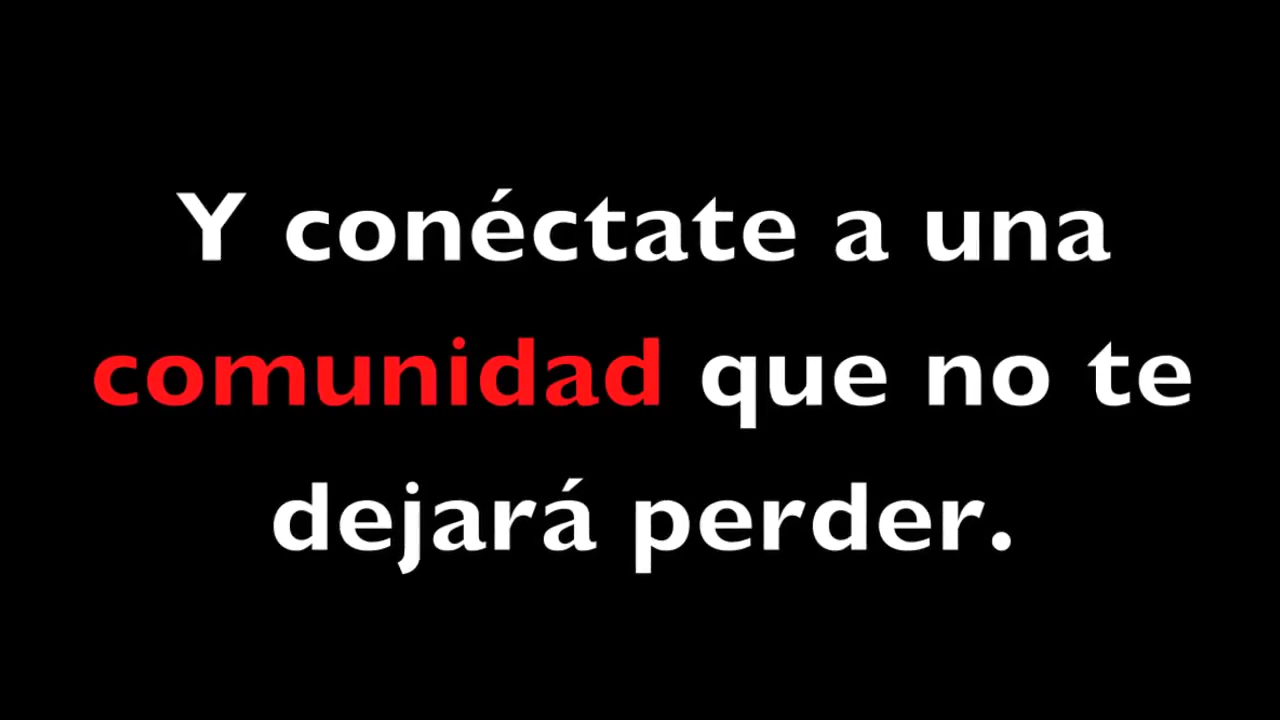 Y conéctate a una
comunidad que no te
dejará perder.